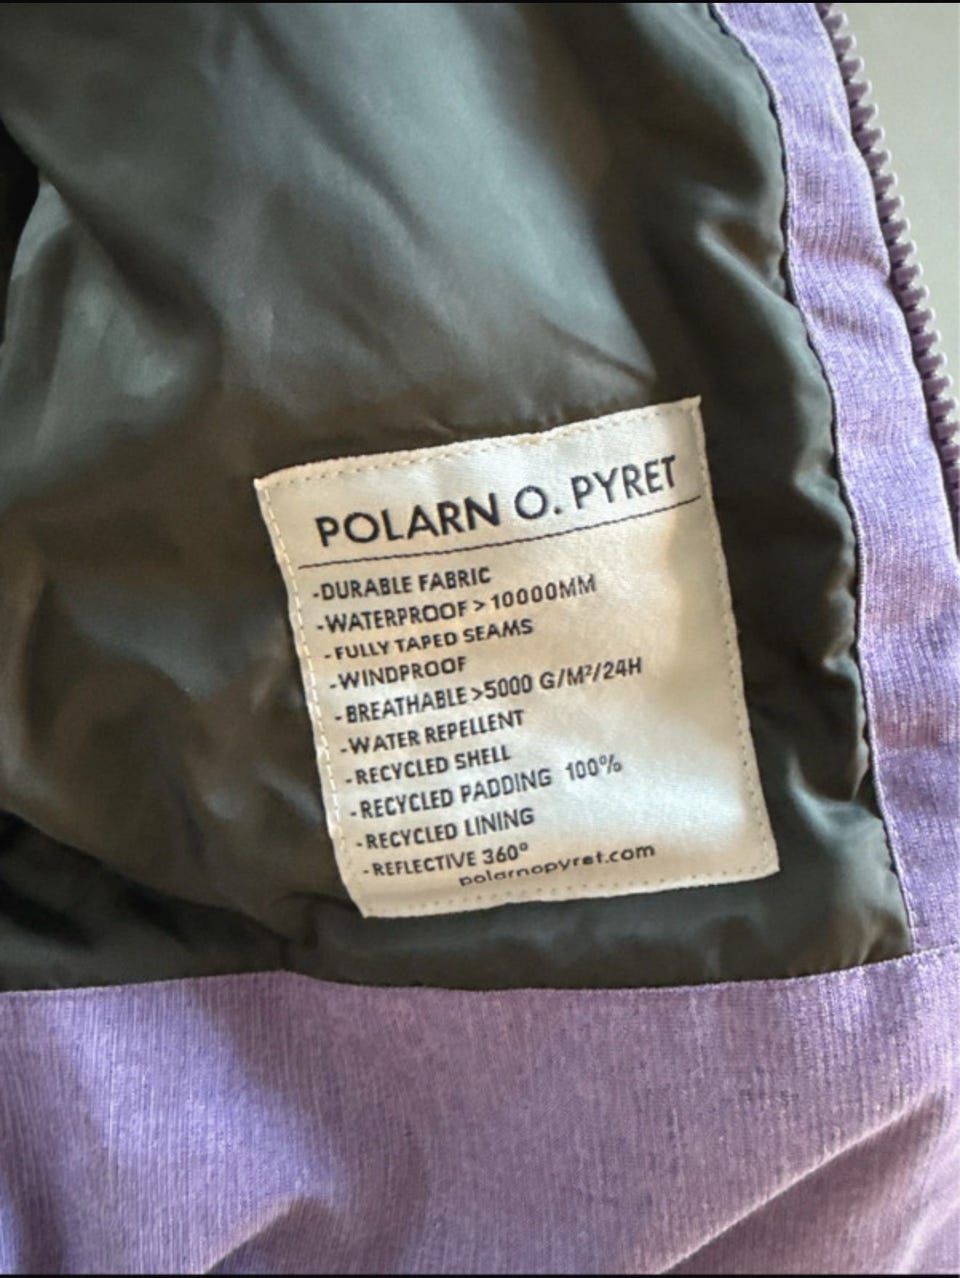 POLARN O. PYRET
-DURABLE FABRIC
-WATERPROOF > 10000MM
-FULLY TAPED SEAMS
-WINDPROOF
-BREATHABLE >5000 G/M²/24H
-WATER REPELLENT
-RECYCLED SHELL
-RECYCLED PADDING 100%
-RECYCLED LINING
-REFLECTIVE 360°
polarnopyret.com